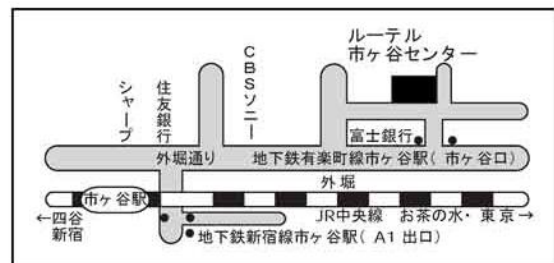 ルーテル
市ヶ谷センター
CBSソニー
住友銀行
シャープ
富士銀行
外堀通り
地下鉄有楽町線市ヶ谷駅(市ヶ谷口)
外堀
市ヶ谷駅
←四谷
新宿
JR中央線 お茶の水・東京→
地下鉄新宿線市ヶ谷駅(A1出口)